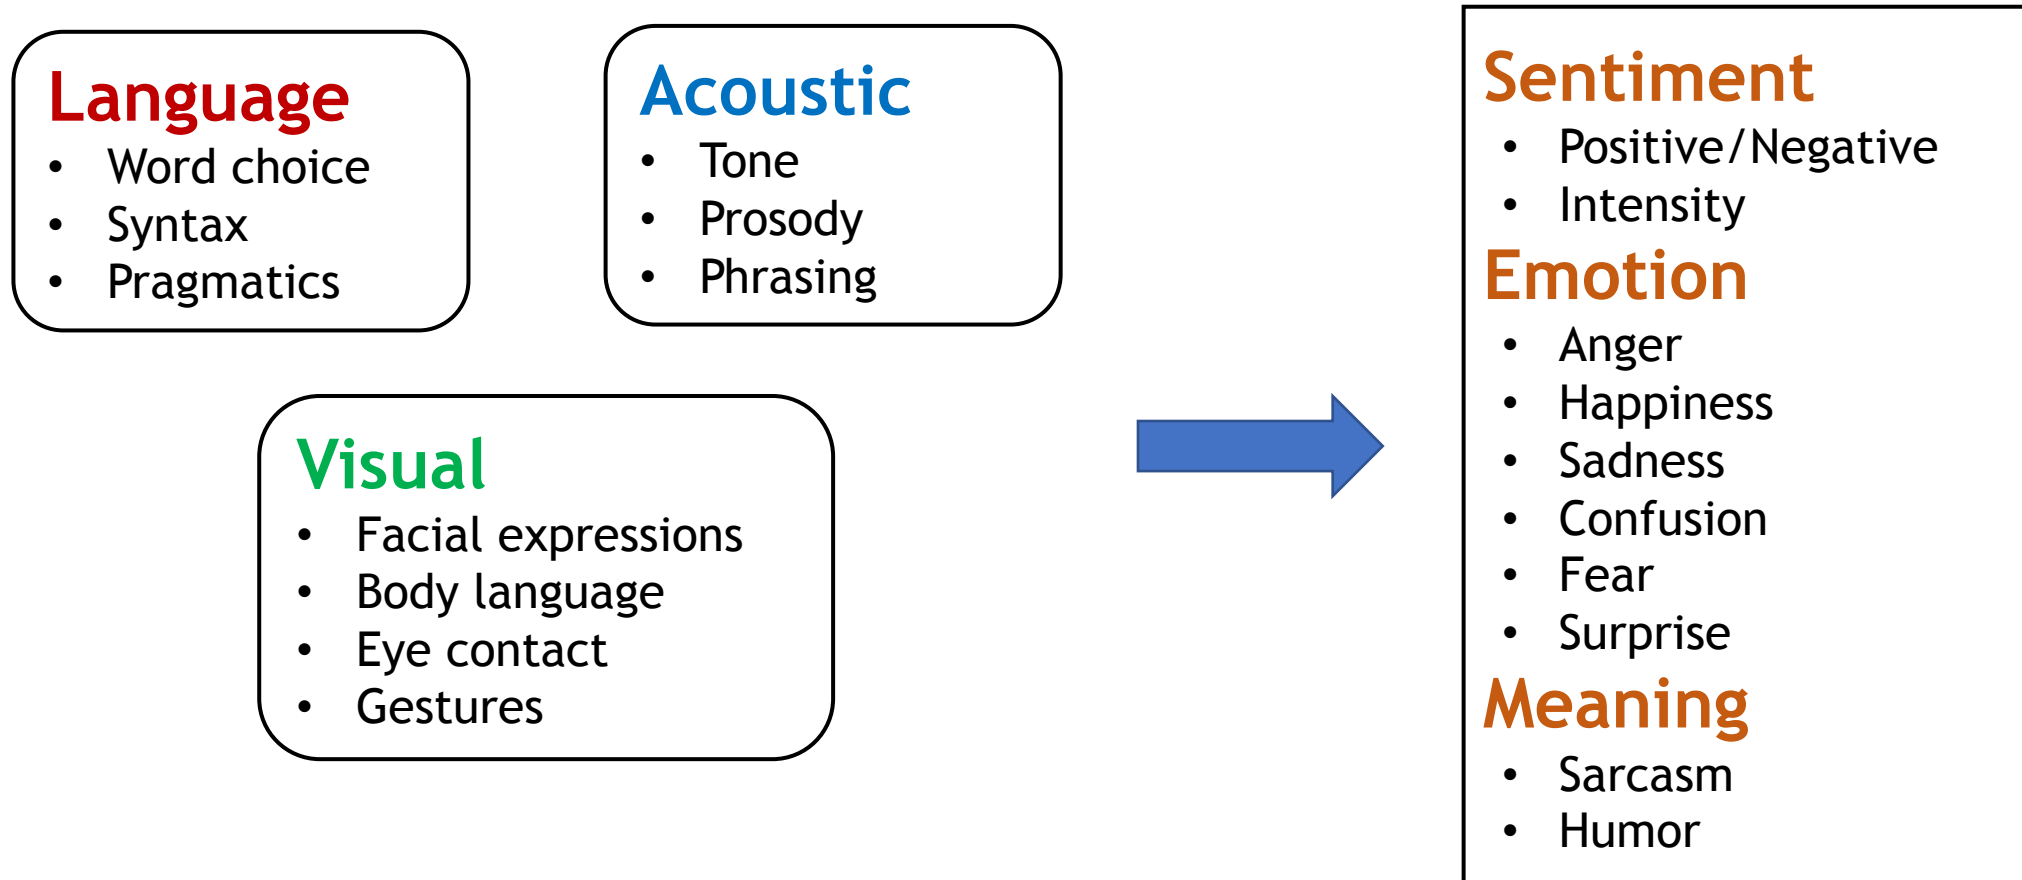 Language
• Word choice
• Syntax
• Pragmatics
Acoustic
• Tone
• Prosody
• Phrasing
Visual
• Facial expressions
• Body language
• Eye contact
• Gestures
Sentiment
• Positive/Negative
• Intensity
Emotion
• Anger
• Happiness
• Sadness
• Confusion
• Fear
• Surprise
Meaning
• Sarcasm
• Humor